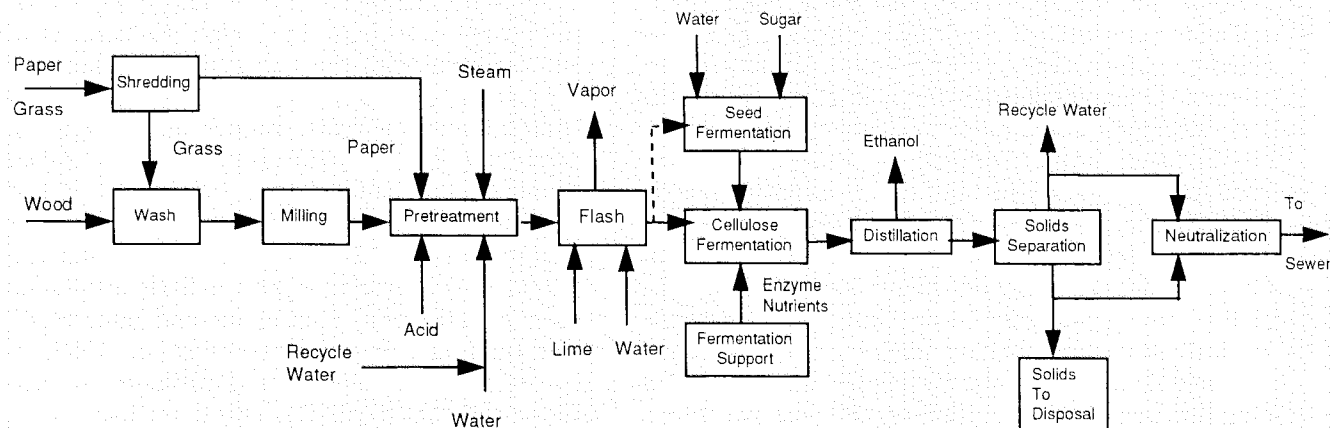 Water
Sugar
Paper
Grass
Shredding
Steam
Vapor
Seed
Fermentation
Recycle Water
Grass
Paper
Ethanol
Wood
Wash
Milling
Pretreatment
Flash
Cellulose
Fermentation
Distillation
Solids
Separation
Neutralization
To
Sewer
Enzyme
Nutrients
Acid
Lime
Water
Fermentation
Support
Recycle
Water
Water
Solids
To
Disposal